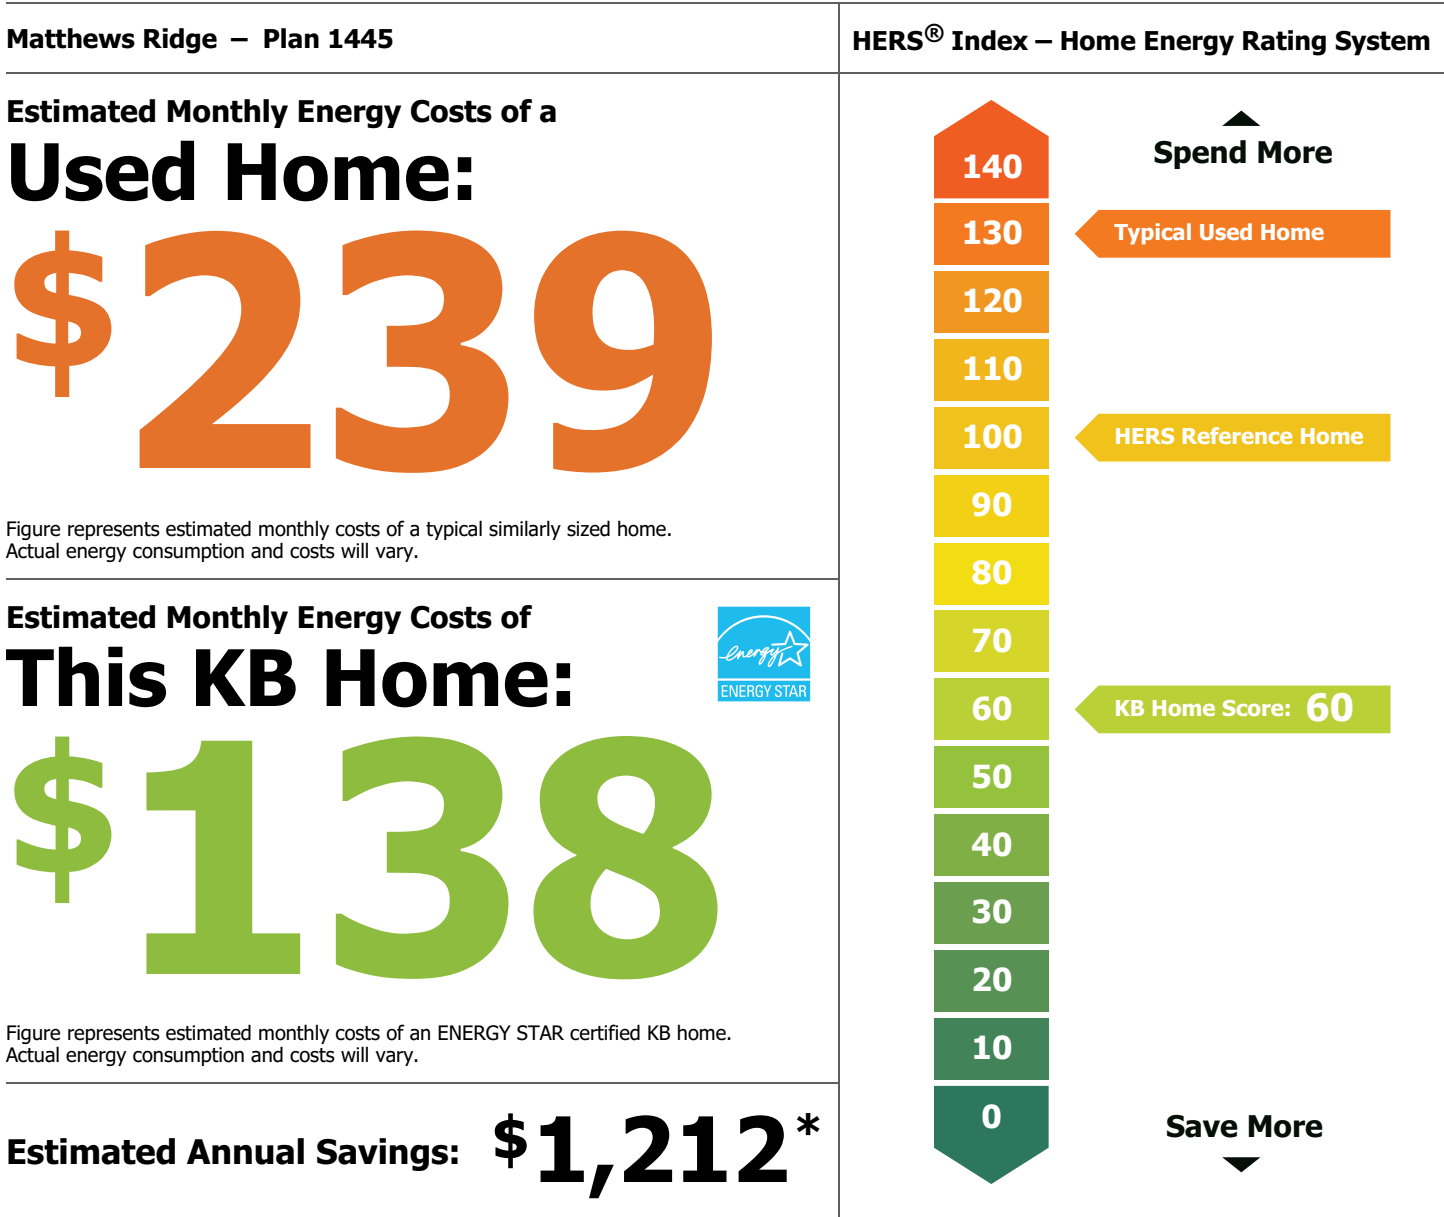 Matthews Ridge – Plan 1445
Estimated Monthly Energy Costs of a
Used Home:
$239
Figure represents estimated monthly costs of a typical similarly sized home.
Actual energy consumption and costs will vary.
Estimated Monthly Energy Costs of
This KB Home:
energy
ENERGY STAR
$138
Figure represents estimated monthly costs of an ENERGY STAR certified KB home.
Actual energy consumption and costs will vary.
Estimated Annual Savings: $1,212*
HERS® Index – Home Energy Rating System
Spend More
140
130 Typical Used Home
120
110
100 HERS Reference Home
90
80
70
60 KB Home Score: 60
50
40
30
20
10
0
Save More